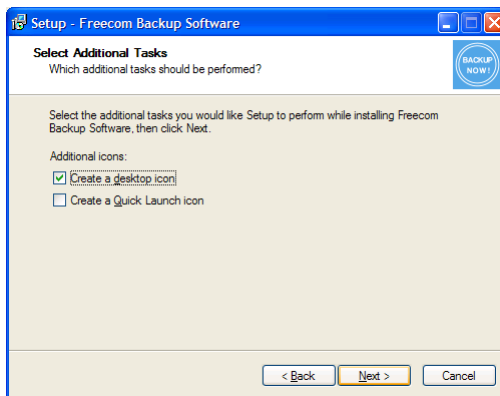 Setup - Freecom Backup Software
Select Additional Tasks
Which additional tasks should be performed?
BACKUP
NOW!
Select the additional tasks you would like Setup to perform while installing Freecom
Backup Software, then click Next.
Additional icons:
Create a desktop icon
Create a Quick Launch icon
< Back
Next >
Cancel